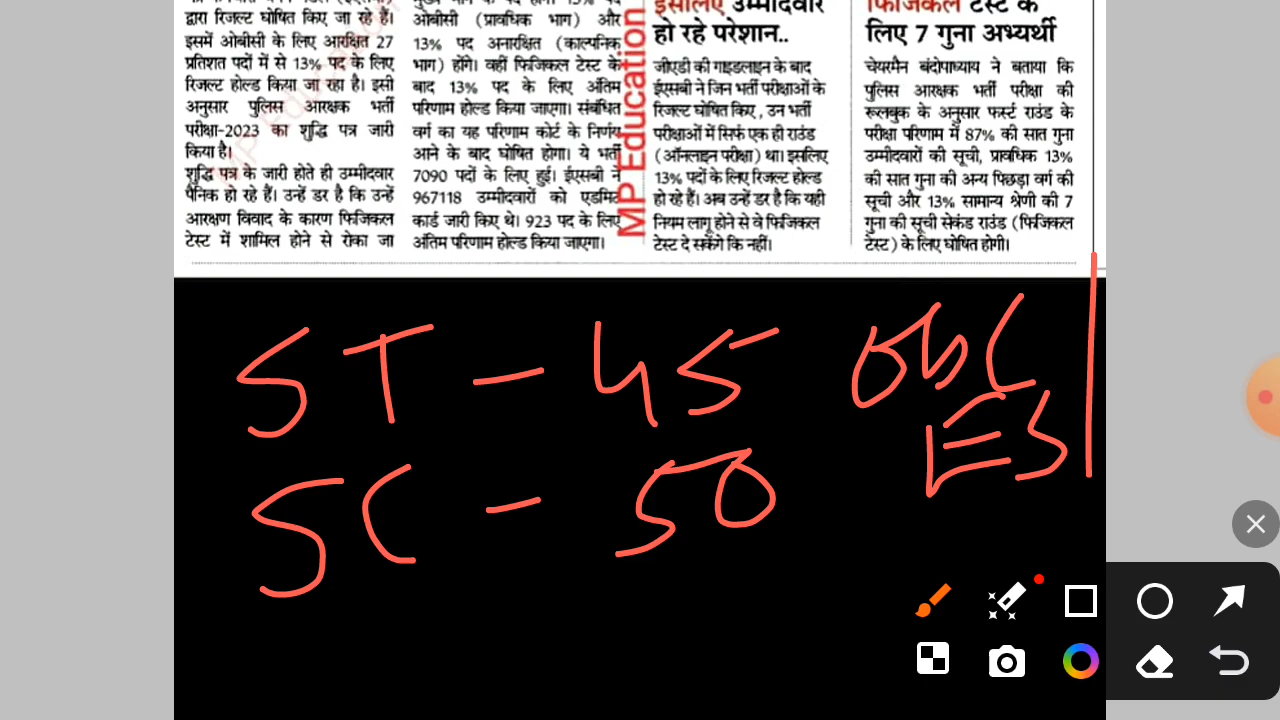 द्वारा रिजल्ट घोषित किए जा रहे हैं।
इसमें ओबीसी के लिए आरक्षित 27
प्रतिशत पदों में से 13% पद के लिए
रिजल्ट होल्ड किया जा रहा है। इसी
अनुसार पुलिस आरक्षक भर्ती
परीक्षा-2023 का शुद्धि पत्र जारी
किया है।
शुद्धि पत्र के जारी होते ही उम्मीदवार
पैनिक हो रहे हैं। उन्हें डर है कि उन्हें
आरक्षण विवाद के कारण फिजिकल
टेस्ट में शामिल होने से रोका जा
ओबीसी (प्रावधिक भाग) और
13% पद अनारक्षित (काल्पनिक
भाग) होंगे। वहीं फिजिकल टेस्ट के
बाद 13% पद के लिए अंतिम
परिणाम होल्ड किया जाएगा। संबंधित
वर्ग का यह परिणाम कोर्ट के निर्णय
आने के बाद घोषित होगा। ये भर्ती
7090 पदों के लिए हुई। ईएसबी ने
967118 उम्मीदवारों को एडमिट
कार्ड जारी किए थे। 923 पद के लिए
अंतिम परिणाम होल्ड किया जाएगा।
MP Education
इसलिए उम्मीदवार
हो रहे परेशान..
जीएडी की गाइडलाइन के बाद
ईएसबी ने जिन भर्ती परीक्षाओं के
रिजल्ट घोषित किए, उन भर्ती
परीक्षाओं में सिर्फ एक ही राउंड
(ऑनलाइन परीक्षा) था। इसलिए
13% पदों के लिए रिजल्ट होल्ड
हो रहे हैं। अब उन्हें डर है कि यही
नियम लागू होने से वे फिजिकल
टेस्ट दे सकेंगे कि नहीं।
फिजिकल टेस्ट के
लिए 7 गुना अभ्यर्थी
चेयरमैन बंदोपाध्याय ने बताया कि
पुलिस आरक्षक भर्ती परीक्षा की
रूलबुक के अनुसार फर्स्ट राउंड के
परीक्षा परिणाम में 87% की सात गुना
उम्मीदवारों की सूची, प्रावधिक 13%
की सात गुना की अन्य पिछड़ा वर्ग की
सूची और 13% सामान्य श्रेणी की 7
गुना की सूची सेकंड राउंड (फिजिकल
टेस्ट) के लिए घोषित होगी।
ST - 45 obc
ES
SC - 50